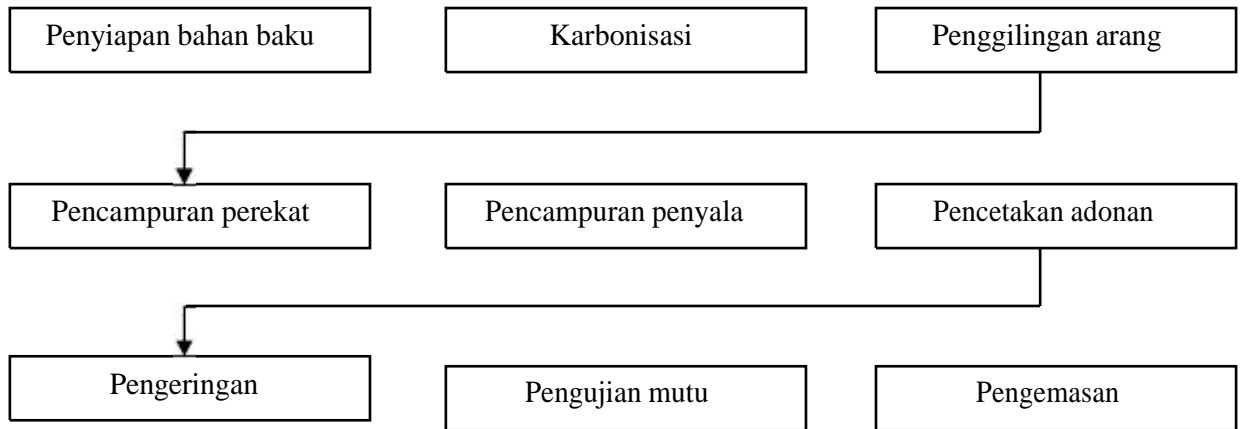 Penyiapan bahan baku
Karbonisasi
Penggilingan arang
Pencampuran perekat
Pencampuran penyala
Pencetakan adonan
Pengeringan
Pengujian mutu
Pengemasan